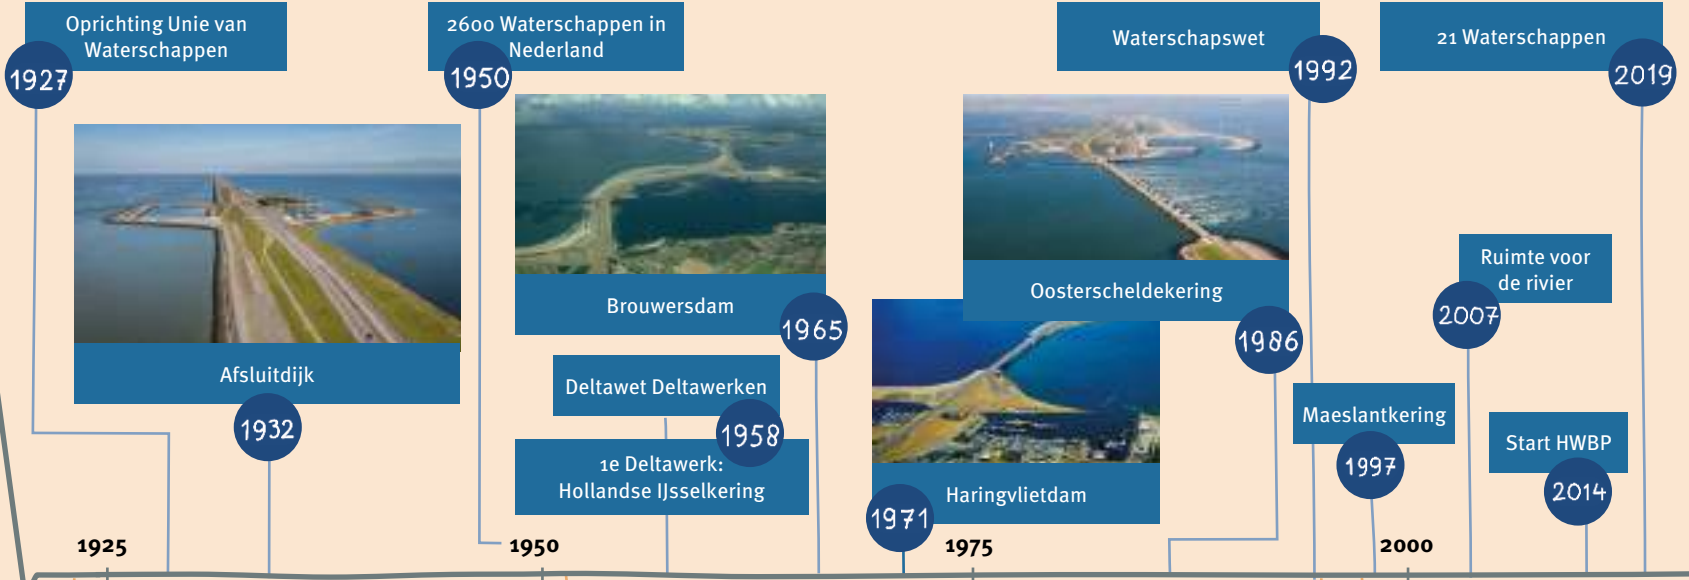 Oprichting Unie van
Waterschappen
1927
2600 Waterschappen in
Nederland
1950
Waterschapswet
1992
21 Waterschappen
2019
Afsluitdijk
1932
Brouwersdam
1965
Deltawet Deltawerken
1958
1e Deltawerk:
Hollandse IJsselkering
Oosterscheldekering
1986
Haringvlietdam
1971
Maeslantkering
1997
Ruimte voor
de rivier
2007
Start HWBP
2014
1925
1950
1975
2000